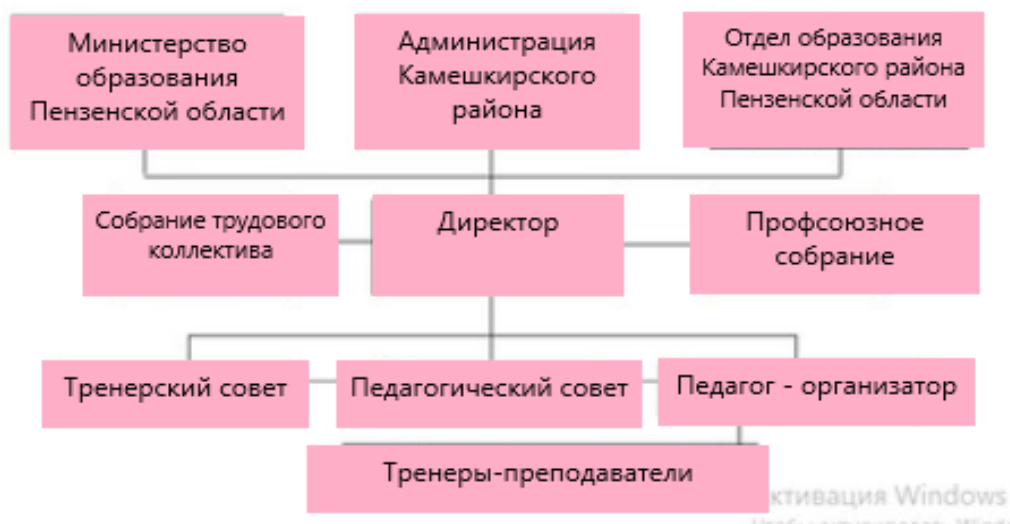 Министерство
образования
Пензенской области
Администрация
Камешкирского
района
Отдел образования
Камешкирского района
Пензенской области
Собрание трудового
коллектива
Директор
Профсоюзное
собрание
Тренерский совет
Педагогический совет
Педагог - организатор
Тренеры-преподаватели
ктивация Windows